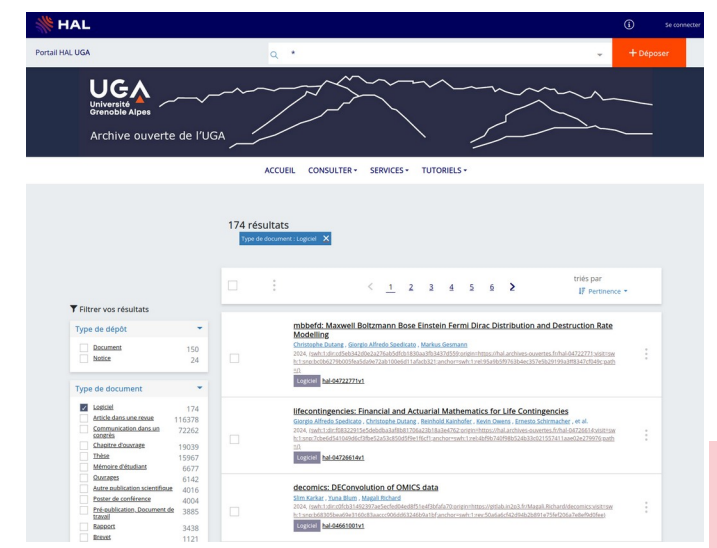 HAL
Se connecter
Portail HAL UGA
*
+ Déposer
UGA
Université
Grenoble Alpes
Archive ouverte de l'UGA
ACCUEIL CONSULTER SERVICES TUTORIELS
174 résultats
Type de document : Logiciel X
1 2 3 4 5 6
triés par
Pertinence
Filtrer vos résultats
Type de dépôt
Document 150
Notice 24
Type de document
Logiciel 174
Article dans une revue 116378
Communication dans un congrès 72262
Chapitre d'ouvrage 19039
Thèse 15967
Mémoire d'étudiant 6677
Ouvrages 6142
Autre publication scientifique 4016
Poster de conférence 4004
Pré-publication, Document de travail 3885
Rapport 3438
Brevet 1121
mbbefd: Maxwell Boltzmann Bose Einstein Fermi Dirac Distribution and Destruction Rate
Modelling
Christophe Dutang , Giorgio Alfredo Spedicato , Markus Gesmann
2024,
Logiciel hal-04722771v1
lifecontingencies: Financial and Actuarial Mathematics for Life Contingencies
Giorgio Alfredo Spedicato , Christophe Dutang , Reinhold Kainhofer , Kevin Owens , Ernesto Schirmacher , et al.
2024,
Logiciel hal-04726614v1
decomics: DEConvolution of OMICS data
Slim Karkar , Yuna Blum , Magali Richard
2024,
Logiciel hal-04661001v1